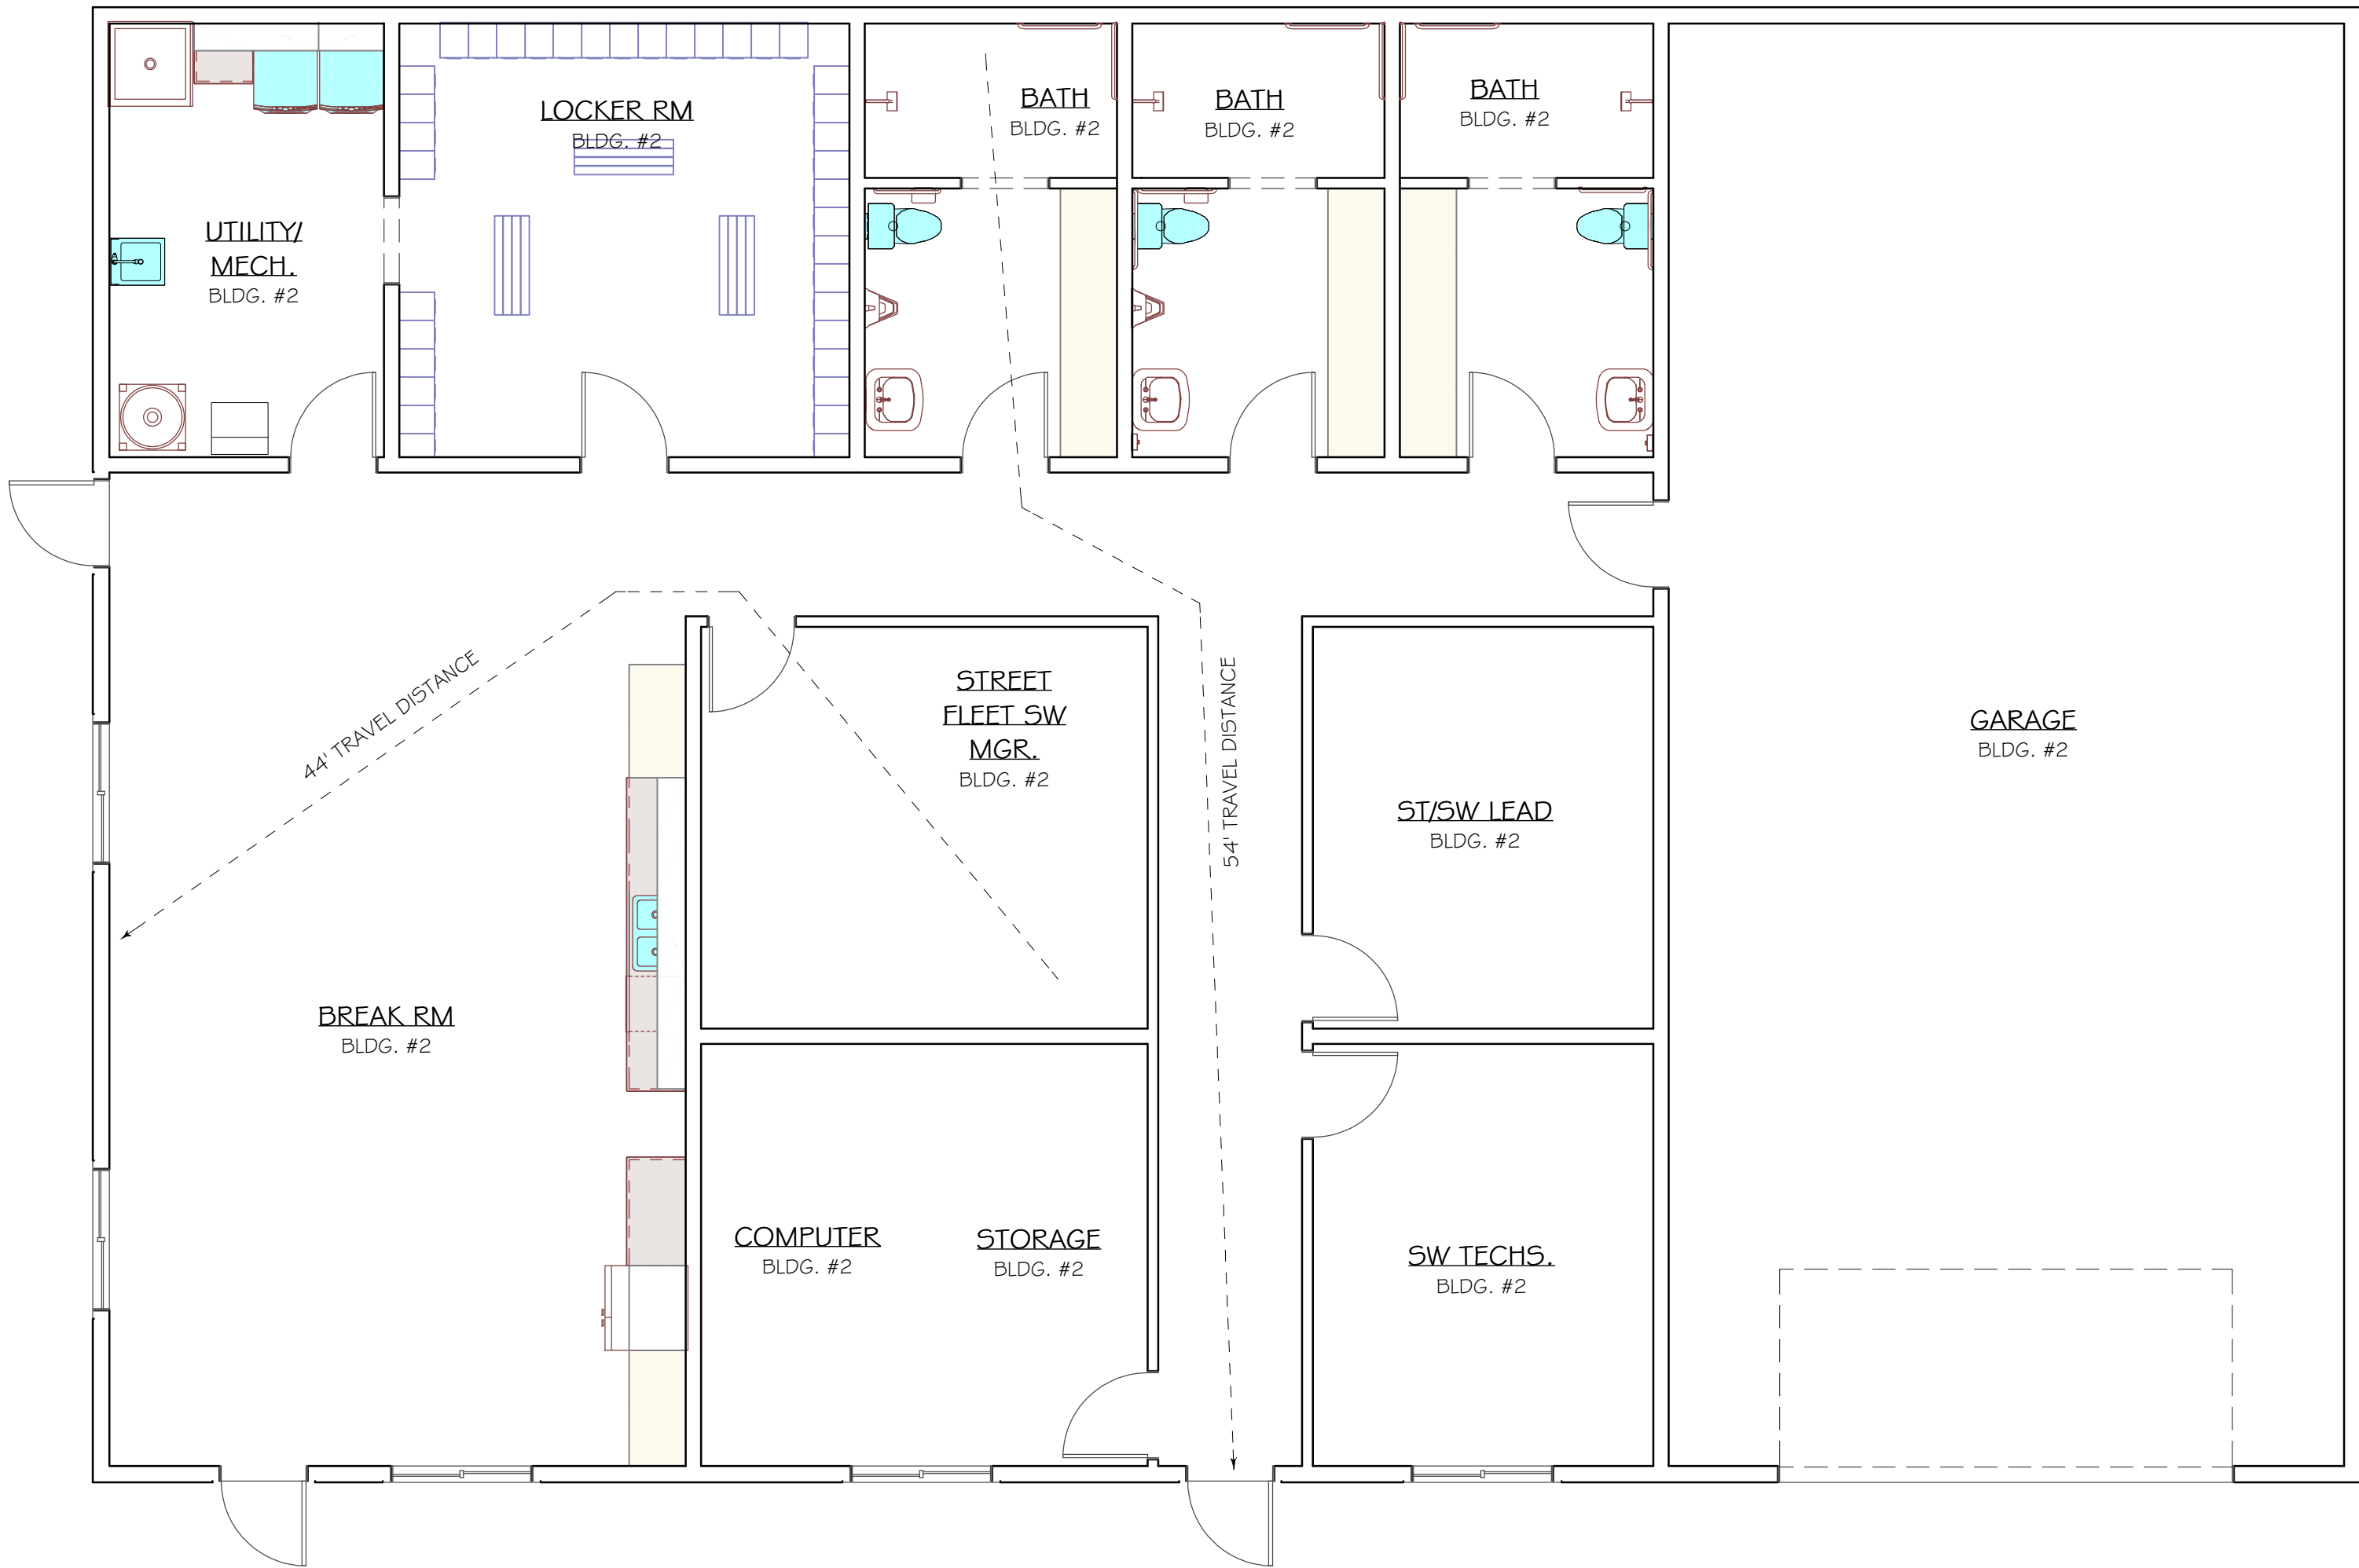 LOCKER RM
BLDG. #2
BATH
BLDG. #2
BATH
BLDG. #2
BATH
BLDG. #2
UTILITY/
MECH.
BLDG. #2
44' TRAVEL DISTANCE
STREET
FLEET SW
MGR.
BLDG. #2
54' TRAVEL DISTANCE
ST/SW LEAD
BLDG. #2
GARAGE
BLDG. #2
BREAK RM
BLDG. #2
COMPUTER
BLDG. #2
STORAGE
BLDG. #2
SW TECHS.
BLDG. #2